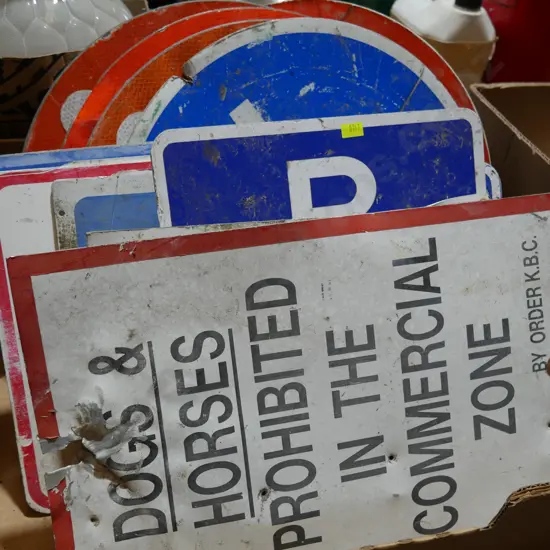 P
DOGS &
HORSES
PROHIBITED
IN THE
COMMERCIAL
ZONE
BY ORDER K.B.C.